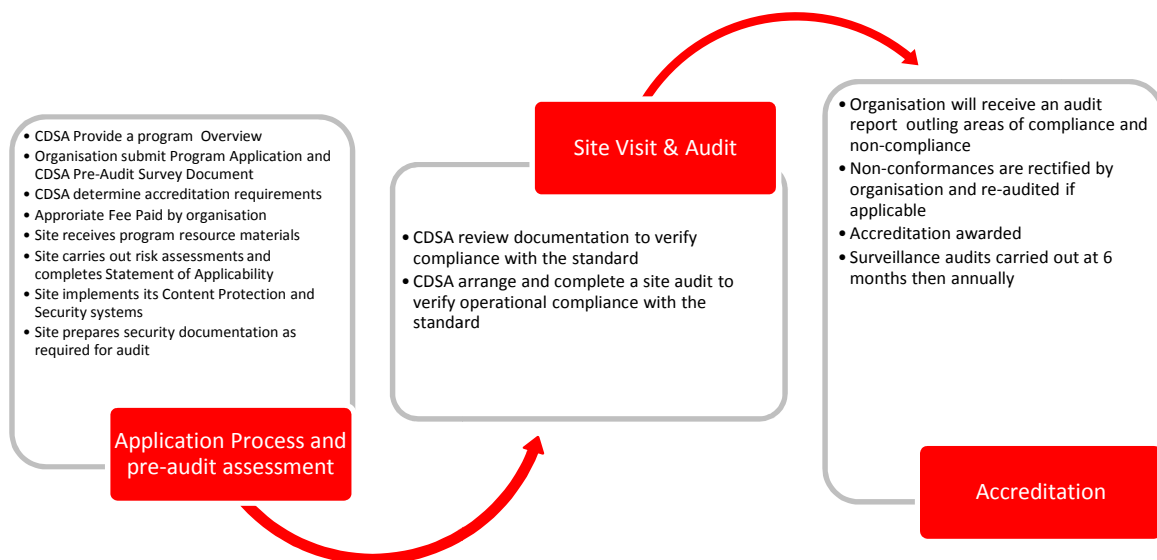 • CDSA Provide a program Overview
• Organisation submit Program Application and
CDSA Pre-Audit Survey Document
• CDSA determine accreditation requirements
• Approriate Fee Paid by organisation
• Site receives program resource materials
• Site carries out risk assessments and
completes Statement of Applicability
• Site implements its Content Protection and
Security systems
• Site prepares security documentation as
required for audit
Application Process and
pre-audit assessment
Site Visit & Audit
• CDSA review documentation to verify
compliance with the standard
• CDSA arrange and complete a site audit to
verify operational compliance with the
standard
• Organisation will receive an audit
report outling areas of compliance and
non-compliance
• Non-conformances are rectified by
organisation and re-audited if
applicable
• Accreditation awarded
• Surveillance audits carried out at 6
months then annually
Accreditation